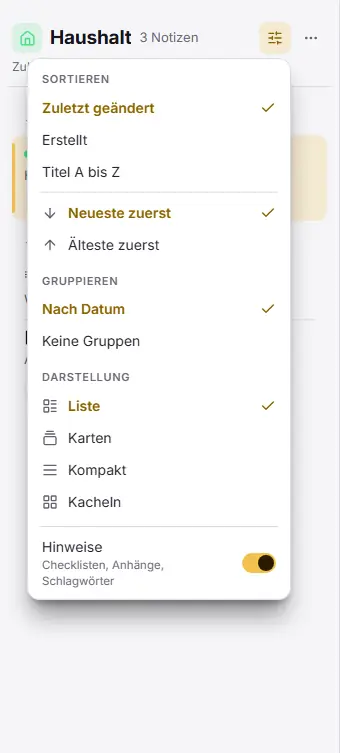 Haushalt 3 Notizen
SORTIEREN
Zuletzt geändert
Erstellt
Titel A bis Z
Neueste zuerst
Älteste zuerst
GRUPPIEREN
Nach Datum
Keine Gruppen
DARSTELLUNG
Liste
Karten
Kompakt
Kacheln
Hinweise
Checklisten, Anhänge,
Schlagwörter